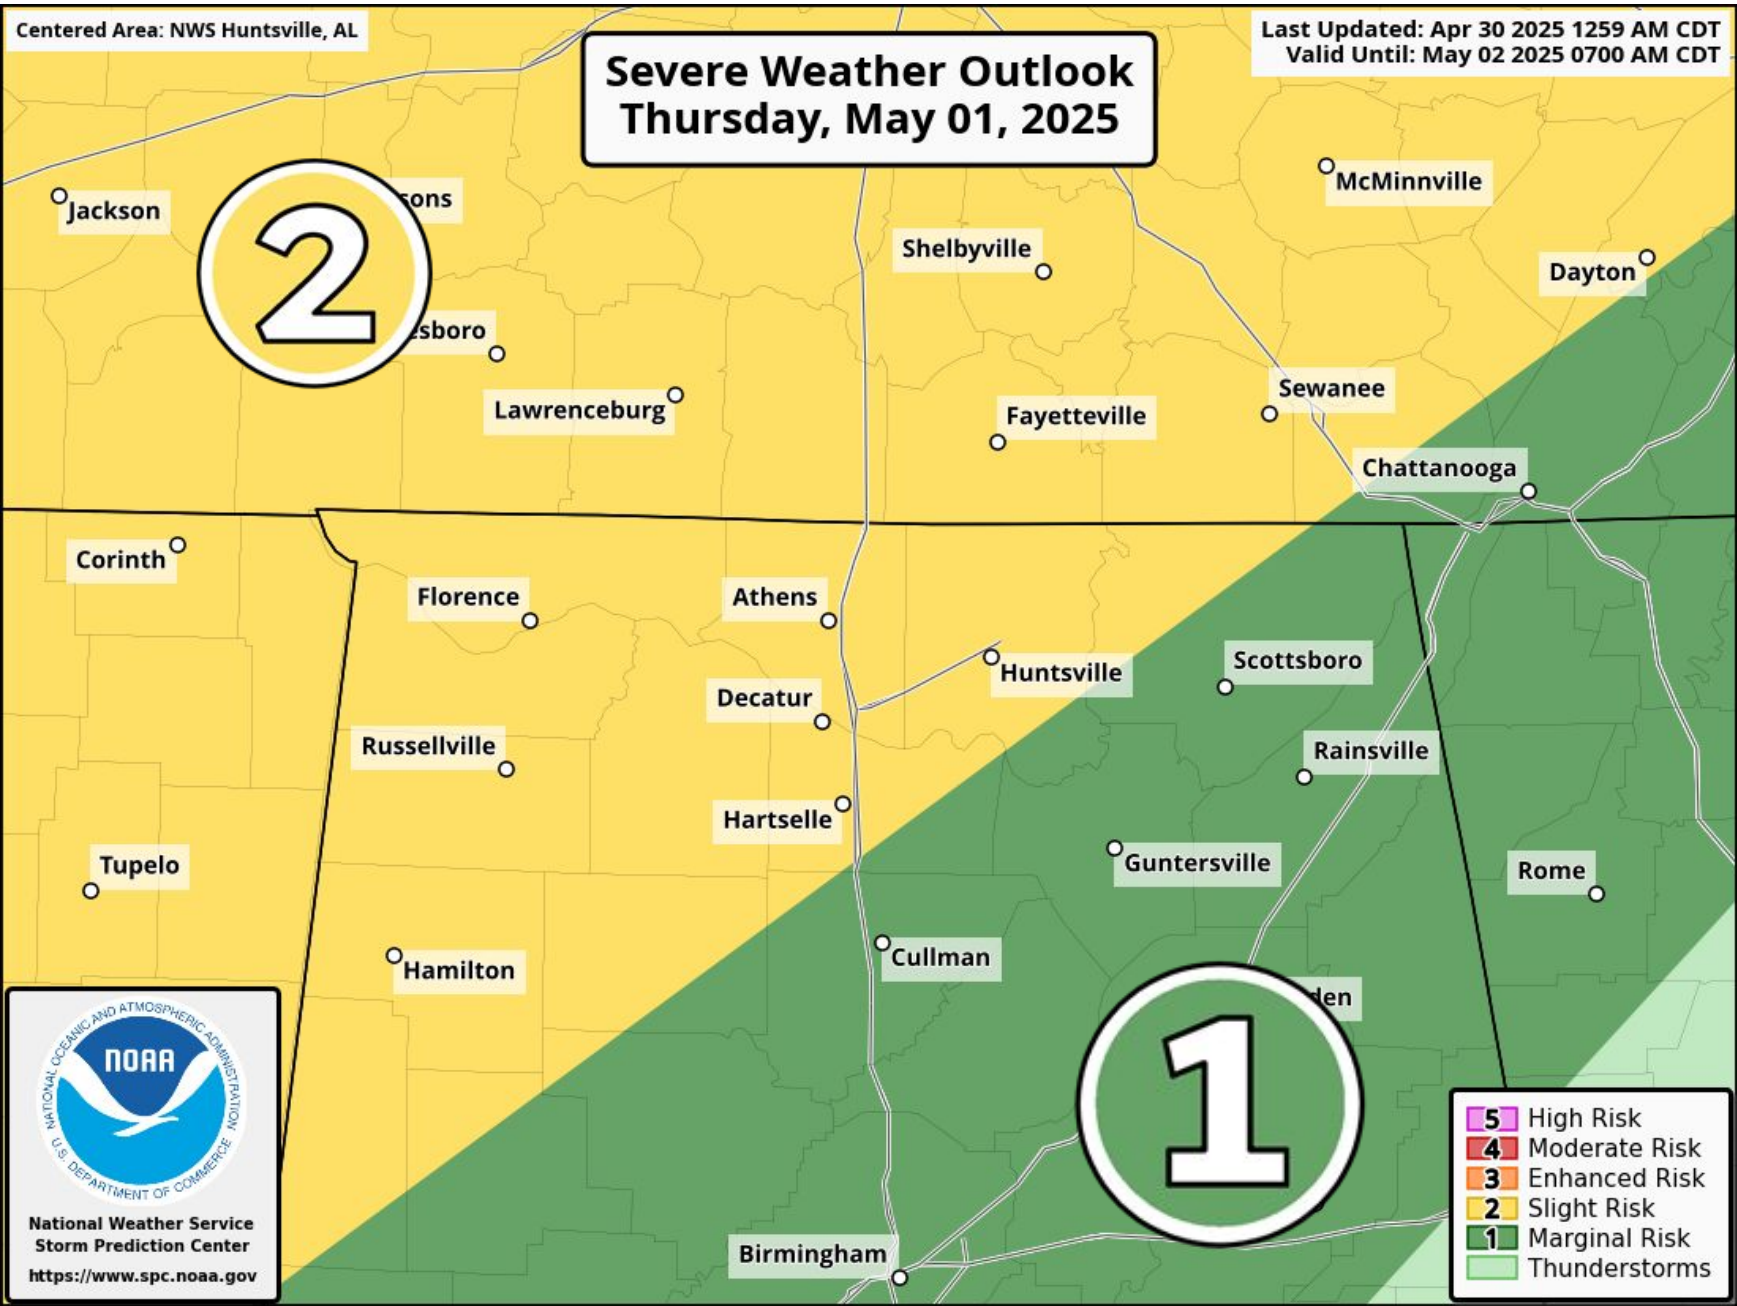 Centered Area: NWS Huntsville, AL
Severe Weather Outlook
Thursday, May 01, 2025
Last Updated: Apr 30 2025 1259 AM CDT
Valid Until: May 02 2025 0700 AM CDT
Jackson
2
McMinnville
Shelbyville
Dayton
Lawrenceburg
Fayetteville
Sewanee
Chattanooga
Corinth
Florence
Athens
Huntsville
Scottsboro
Decatur
Russellville
Rainsville
Hartselle
Tupelo
Guntersville
Rome
Cullman
Hamilton
1
Birmingham
NATIONAL OCEANIC AND ATMOSPHERIC ADMINISTRATION
NOAA
U.S. DEPARTMENT OF COMMERCE
National Weather Service
Storm Prediction Center
https://www.spc.noaa.gov
5 High Risk
4 Moderate Risk
3 Enhanced Risk
2 Slight Risk
1 Marginal Risk
Thunderstorms